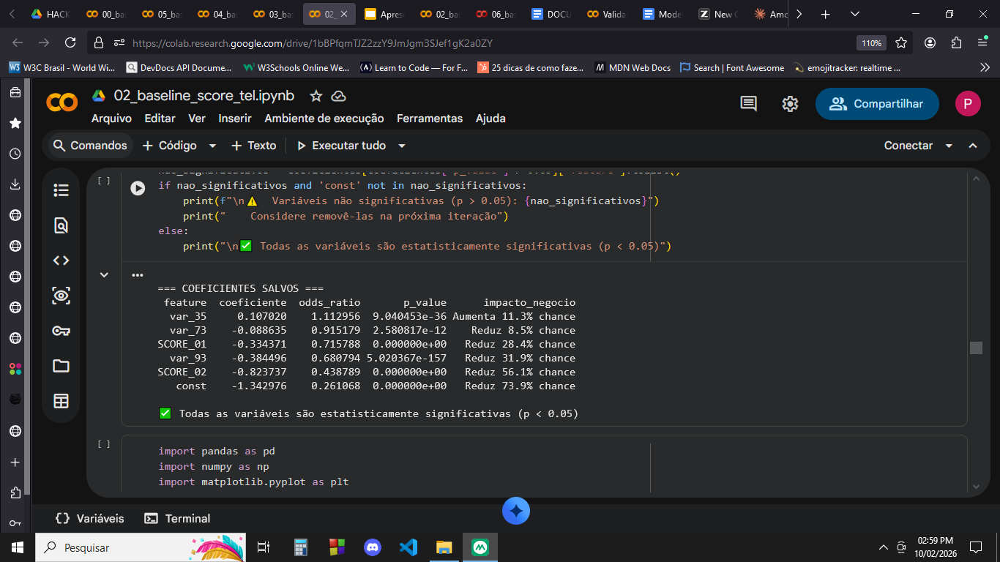 HACK
00_ba
05_ba
04_ba
03_ba
02_
Apres
02_ba
06_ba
DOCU
Valida
Mode
New
Amo
https://colab.research.google.com/drive/1bBPfqmTJZ2zzY9JmJgm3SJef1gK2a0ZY
110%
W3C Brasil - World Wi...
DevDocs API Docume...
W3Schools Online We...
Learn to Code — For F...
25 dicas de como faze...
MDN Web Docs
Search | Font Awesome
emojitracker: realtime ...
02_baseline_score_tel.ipynb
Arquivo Editar Ver Inserir Ambiente de execução Ferramentas Ajuda
Compartilhar
P
Comandos + Código + Texto Executar tudo
Conectar
[ ]
if nao_significativos and 'const' not in nao_significativos:
print(f"\n⚠️  Variáveis não significativas (p > 0.05): {nao_significativos}")
print("    Considere removê-las na próxima iteração")
else:
print("\n✅ Todas as variáveis são estatisticamente significativas (p < 0.05)")
=== COEFICIENTES SALVOS ===
feature coeficiente odds_ratio p_value impacto_negocio
var_35 0.107020 1.112956 9.040453e-36 Aumenta 11.3% chance
var_73 -0.088635 0.915179 2.580817e-12 Reduz 8.5% chance
SCORE_01 -0.334371 0.715788 0.000000e+00 Reduz 28.4% chance
var_93 -0.384496 0.680794 5.020367e-157 Reduz 31.9% chance
SCORE_02 -0.823737 0.438789 0.000000e+00 Reduz 56.1% chance
const -1.342976 0.261068 0.000000e+00 Reduz 73.9% chance
✅ Todas as variáveis são estatisticamente significativas (p < 0.05)
[ ]
import pandas as pd
import numpy as np
import matplotlib.pyplot as plt
Variáveis
Terminal
Pesquisar
02:59 PM
10/02/2026